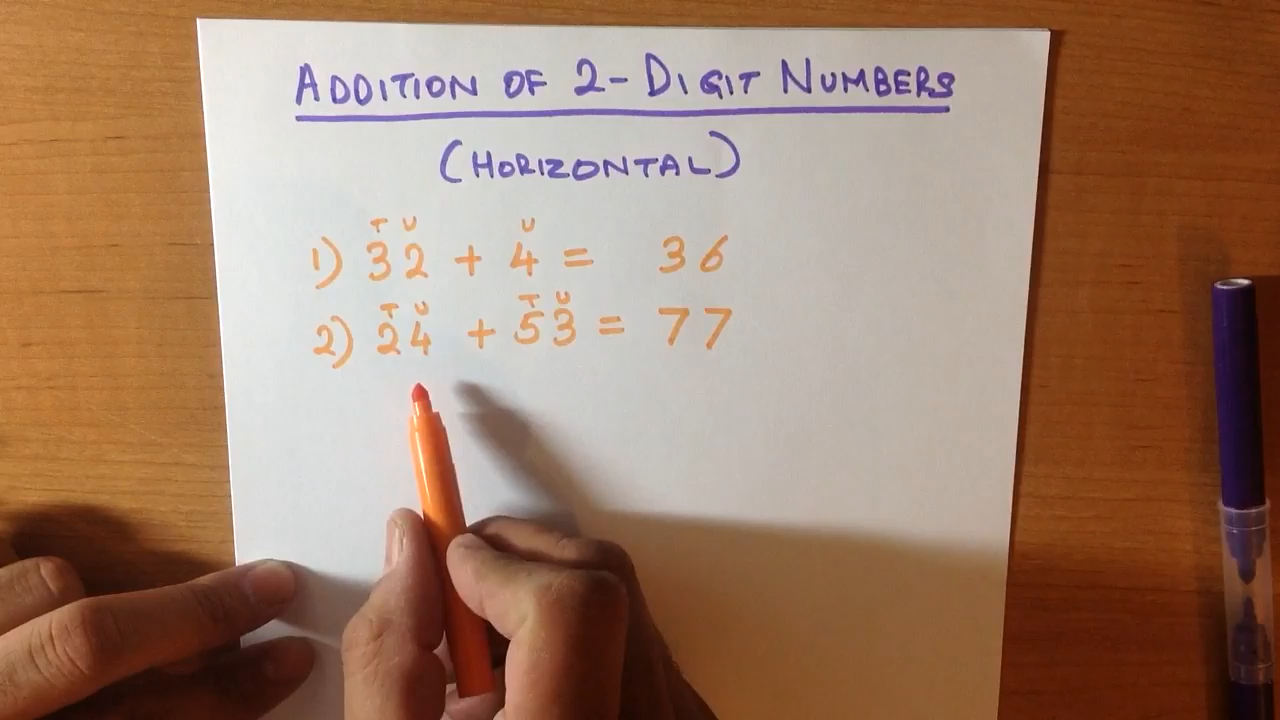 ADDITION OF 2-DIGIT NUMBERS
(HORIZONTAL)
T U U
1) 32 + 4 = 36
T U T U
2) 24 + 53 = 77